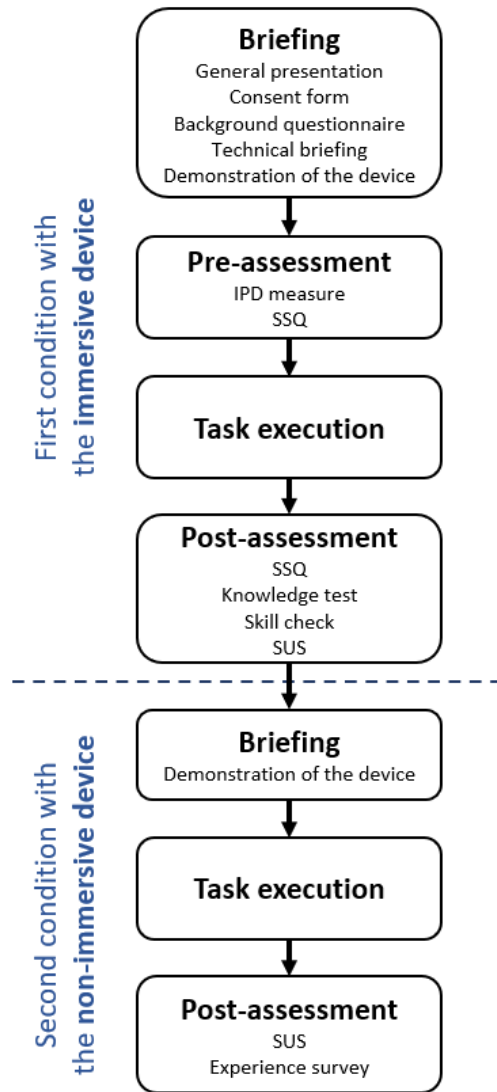 Briefing
General presentation
Consent form
Background questionnaire
Technical briefing
Demonstration of the device
First condition with
the immersive device
Pre-assessment
IPD measure
SSQ
Task execution
Post-assessment
SSQ
Knowledge test
Skill check
SUS
Second condition with
the non-immersive device
Briefing
Demonstration of the device
Task execution
Post-assessment
SUS
Experience survey